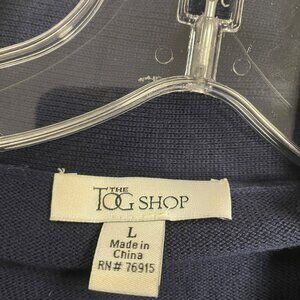 THE
TOG SHOP
L
Made in
China
RN# 76915